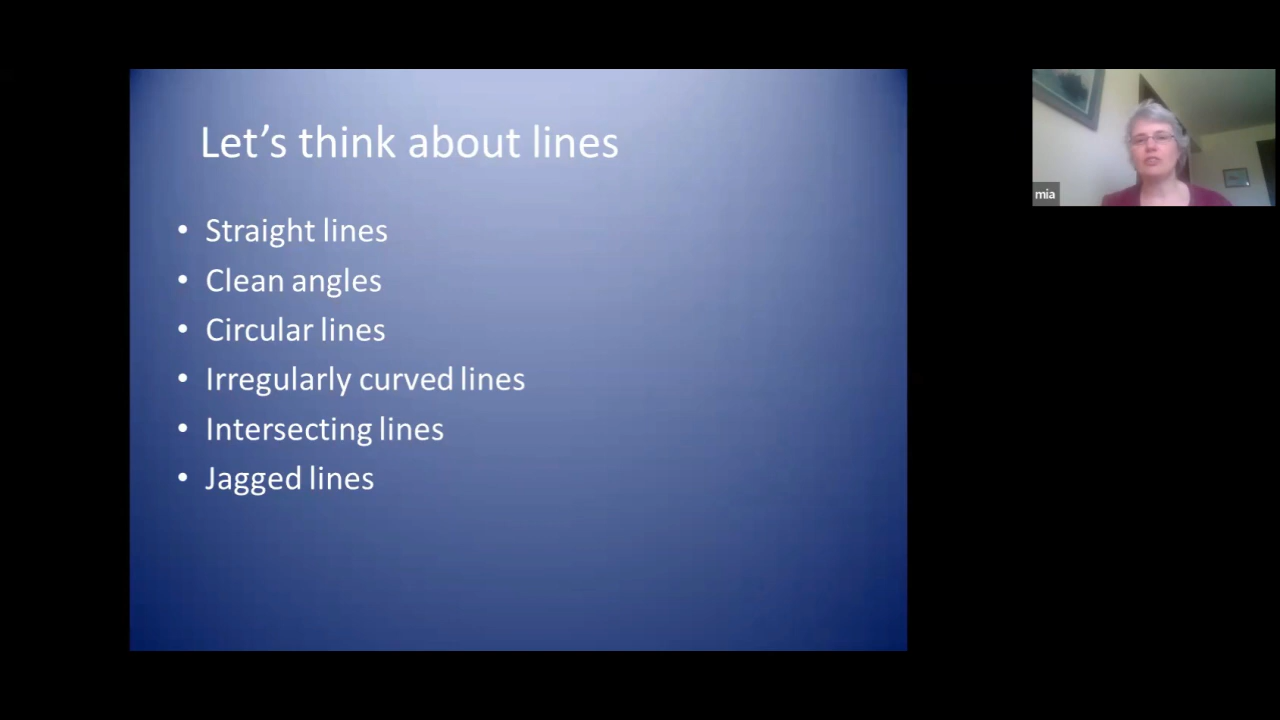 Let's think about lines
• Straight lines
• Clean angles
• Circular lines
• Irregularly curved lines
• Intersecting lines
• Jagged lines
mia